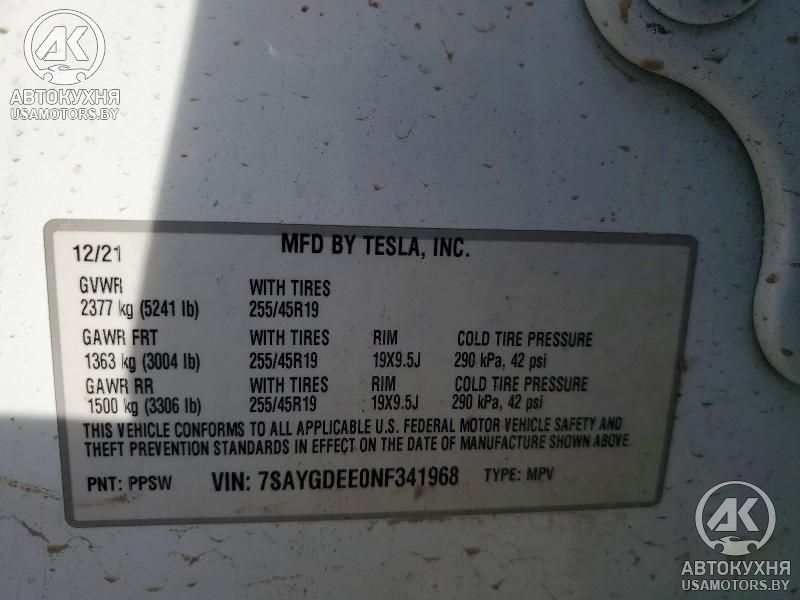 AK
АВТОКУХНЯ
USAMOTORS.BY
12/21 MFD BY TESLA, INC.
GVWR WITH TIRES
2377 kg (5241 lb) 255/45R19
GAWR FRT WITH TIRES RIM COLD TIRE PRESSURE
1363 kg (3004 lb) 255/45R19 19X9.5J 290 kPa, 42 psi
GAWR RR WITH TIRES RIM COLD TIRE PRESSURE
1500 kg (3306 lb) 255/45R19 19X9.5J 290 kPa, 42 psi
THIS VEHICLE CONFORMS TO ALL APPLICABLE U.S. FEDERAL MOTOR VEHICLE SAFETY AND
THEFT PREVENTION STANDARDS IN EFFECT ON THE DATE OF MANUFACTURE SHOWN ABOVE.
PNT: PPSW VIN: 7SAYGDEE0NF341968 TYPE: MPV
AK
АВТОКУХНЯ
USAMOTORS.BY